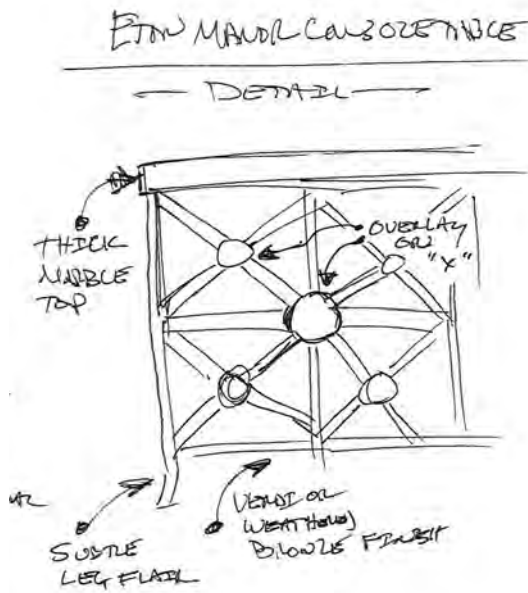 ETON MANOR CONSOLE TABLE
DETAIL
THICK
MARBLE
TOP
OVERLAY
ON
"X"
SUBTLE
LEG FLAIR
VERDI OR
WEATHERED
BRONZE FINISH